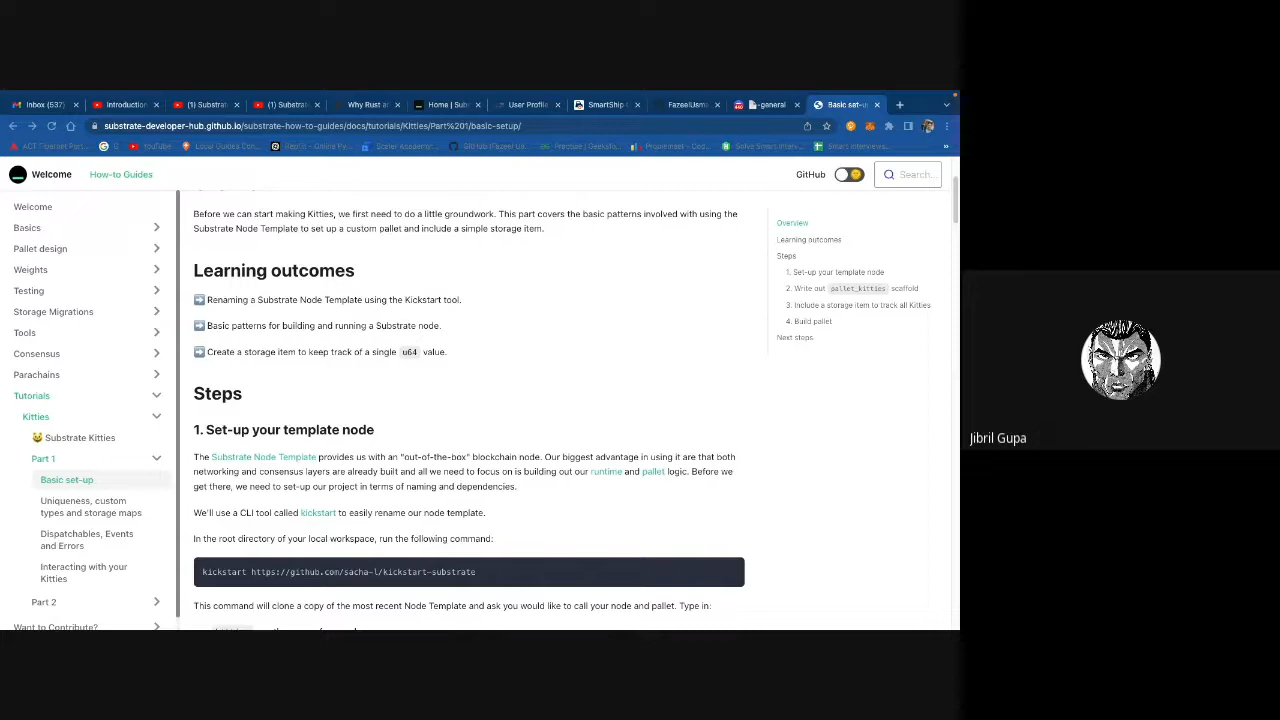 Inbox (537)
Introduction
(1) Substrat
(1) Substrat
Why Rust ar
Home | Subs
User Profile
SmartShip
FazeelUsma
-general
Basic set-up
substrate-developer-hub.github.io/substrate-how-to-guides/docs/tutorials/Kitties/Part%201/basic-setup/
YouTube
Local Guides Con...
Scaler Academy...
Smart Interviews...
»
Welcome
How-to Guides
GitHub
Search...
Welcome
Basics
Pallet design
Weights
Testing
Storage Migrations
Tools
Consensus
Parachains
Tutorials
Kitties
Substrate Kitties
Part 1
Basic set-up
Uniqueness, custom
types and storage maps
Dispatchables, Events
and Errors
Interacting with your
Kitties
Part 2
Want to Contribute?
Before we can start making Kitties, we first need to do a little groundwork. This part covers the basic patterns involved with using the
Substrate Node Template to set up a custom pallet and include a simple storage item.
Learning outcomes
➡️ Renaming a Substrate Node Template using the Kickstart tool.
➡️ Basic patterns for building and running a Substrate node.
➡️ Create a storage item to keep track of a single u64 value.
Steps
1. Set-up your template node
The Substrate Node Template provides us with an "out-of-the-box" blockchain node. Our biggest advantage in using it are that both
networking and consensus layers are already built and all we need to focus on is building out our runtime and pallet logic. Before we
get there, we need to set-up our project in terms of naming and dependencies.
We'll use a CLI tool called kickstart to easily rename our node template.
In the root directory of your local workspace, run the following command:
kickstart https://github.com/sacha-l/kickstart-substrate
This command will clone a copy of the most recent Node Template and ask you would like to call your node and pallet. Type in:
Overview
Learning outcomes
Steps
1. Set-up your template node
2. Write out pallet_kitties scaffold
3. Include a storage item to track all Kitties
4. Build pallet
Next steps
Jibril Gupa